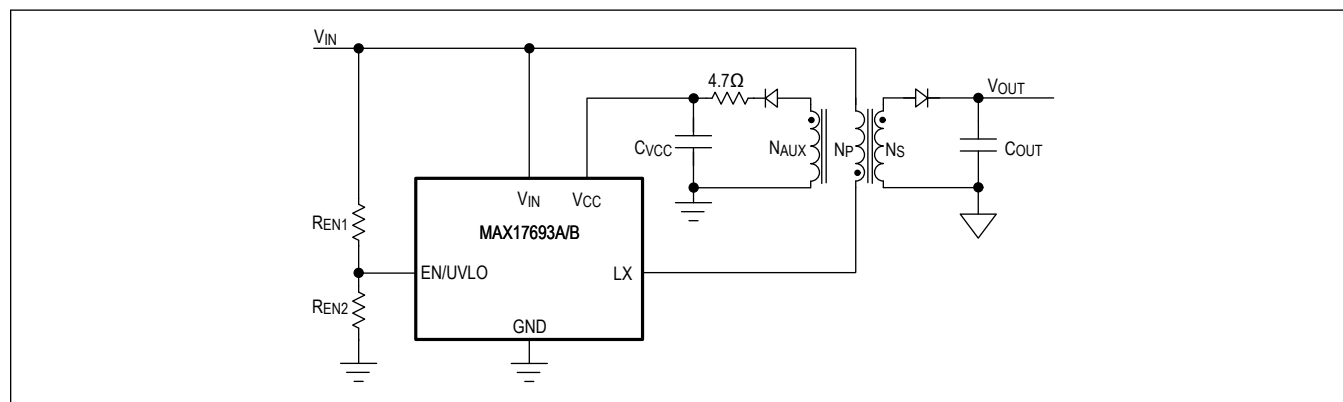 VIN
4.7Ω
VOUT
CVCC
NAUX
NP
NS
COUT
VIN
VCC
REN1
MAX17693A/B
EN/UVLO
LX
REN2
GND